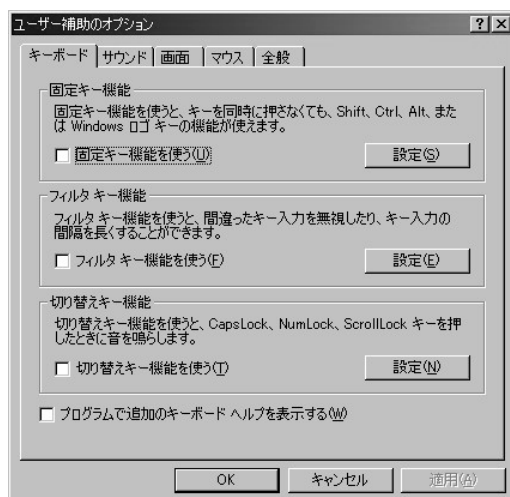 ユーザー補助のオプション
キーボード サウンド 画面 マウス 全般
固定キー機能
固定キー機能を使うと、キーを同時に押さなくても、Shift、Ctrl、Alt、また
は Windows ロゴ キーの機能が使えます。
固定キー機能を使う(U) 設定(S)
フィルタ キー機能
フィルタ キー機能を使うと、間違ったキー入力を無視したり、キー入力の
間隔を長くすることができます。
フィルタ キー機能を使う(F) 設定(E)
切り替えキー機能
切り替えキー機能を使うと、CapsLock、NumLock、ScrollLock キーを押
したときに音を鳴らします。
切り替えキー機能を使う(T) 設定(N)
プログラムで追加のキーボード ヘルプを表示する(W)
OK キャンセル 適用(A)